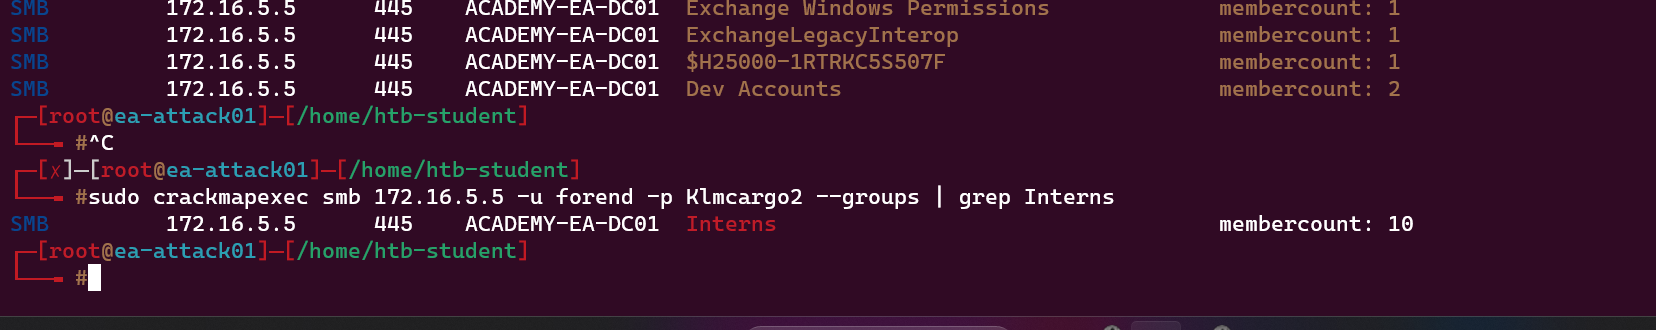 SMB 172.16.5.5 445 ACADEMY-EA-DC01 Exchange Windows Permissions membercount: 1
SMB 172.16.5.5 445 ACADEMY-EA-DC01 ExchangeLegacyInterop membercount: 1
SMB 172.16.5.5 445 ACADEMY-EA-DC01 $H25000-1RTRKC5S507F membercount: 1
SMB 172.16.5.5 445 ACADEMY-EA-DC01 Dev Accounts membercount: 2
┌─[root@ea-attack01]─[/home/htb-student]
└──╼ #^C
┌─[✗]─[root@ea-attack01]─[/home/htb-student]
└──╼ #sudo crackmapexec smb 172.16.5.5 -u forend -p Klmcargo2 --groups | grep Interns
SMB 172.16.5.5 445 ACADEMY-EA-DC01 Interns membercount: 10
┌─[root@ea-attack01]─[/home/htb-student]
└──╼ #